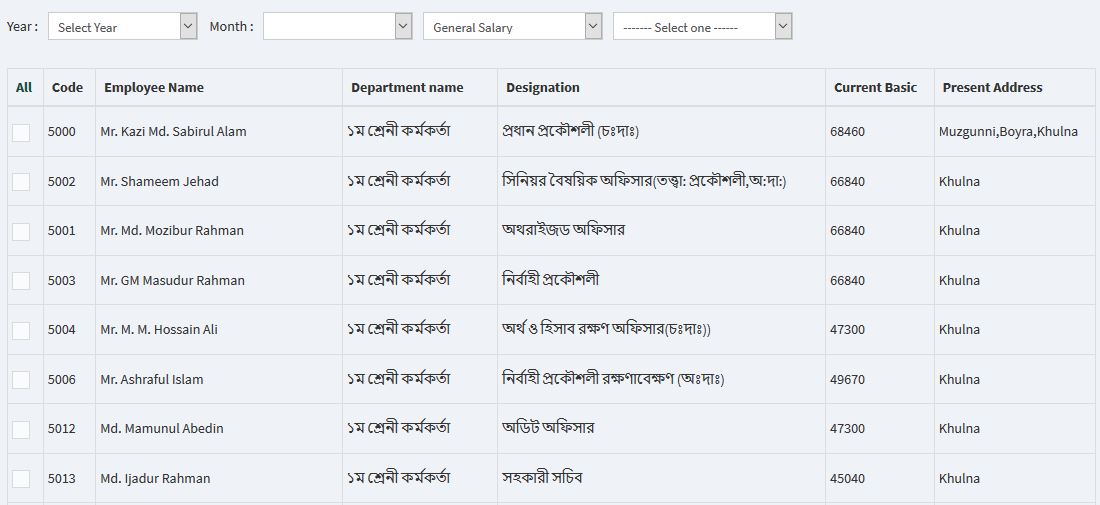 Year : Select Year Month : General Salary ------- Select one ------
All Code Employee Name Department name Designation Current Basic Present Address
5000 Mr. Kazi Md. Sabirul Alam ১ম শ্রেনী কর্মকর্তা প্রধান প্রকৌশলী (চঃদাঃ) 68460 Muzgunni,Boyra,Khulna
5002 Mr. Shameem Jehad ১ম শ্রেনী কর্মকর্তা সিনিয়র বৈষয়িক অফিসার(তত্ত্বা: প্রকৌশলী,অ:দা:) 66840 Khulna
5001 Mr. Md. Mozibur Rahman ১ম শ্রেনী কর্মকর্তা অথরাইজড অফিসার 66840 Khulna
5003 Mr. GM Masudur Rahman ১ম শ্রেনী কর্মকর্তা নির্বাহী প্রকৌশলী 66840 Khulna
5004 Mr. M. M. Hossain Ali ১ম শ্রেনী কর্মকর্তা অর্থ ও হিসাব রক্ষণ অফিসার(চঃদাঃ)) 47300 Khulna
5006 Mr. Ashraful Islam ১ম শ্রেনী কর্মকর্তা নির্বাহী প্রকৌশলী রক্ষণাবেক্ষণ (অঃদাঃ) 49670 Khulna
5012 Md. Mamunul Abedin ১ম শ্রেনী কর্মকর্তা অডিট অফিসার 47300 Khulna
5013 Md. Ijadur Rahman ১ম শ্রেনী কর্মকর্তা সহকারী সচিব 45040 Khulna